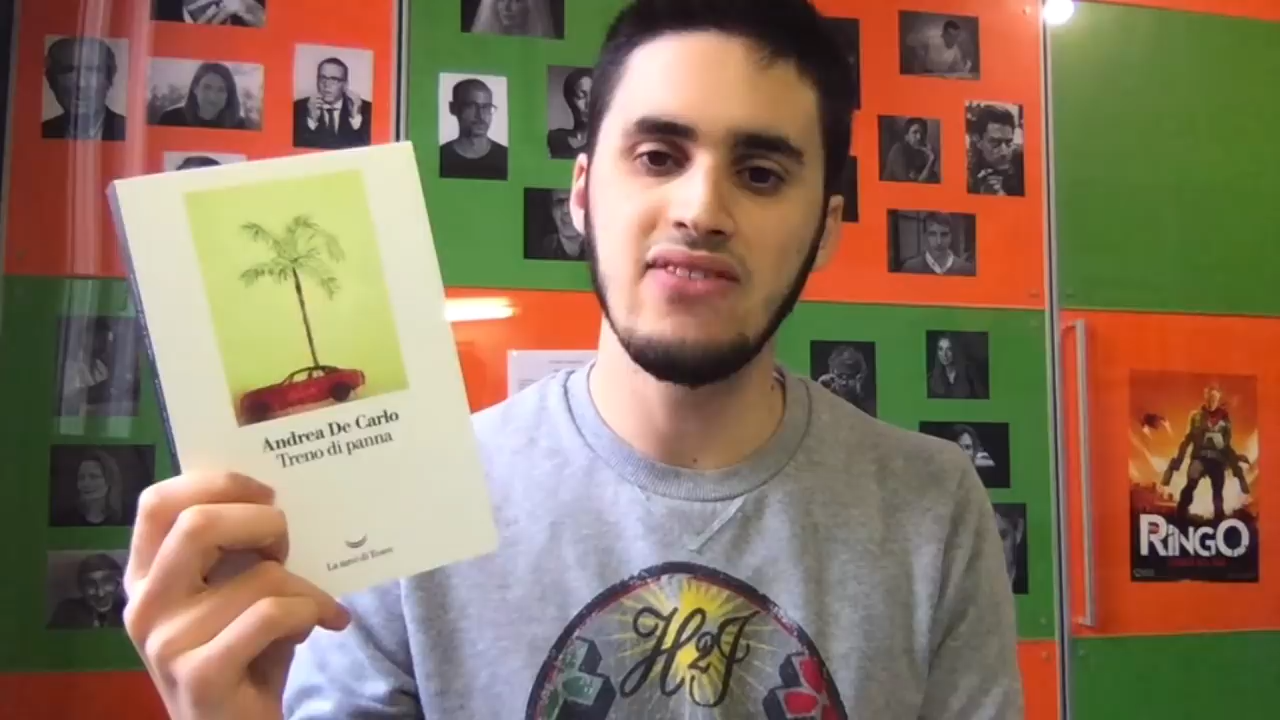 Andrea De Carlo
Treno di panna
La nave di Teseo
H2J
RINGO